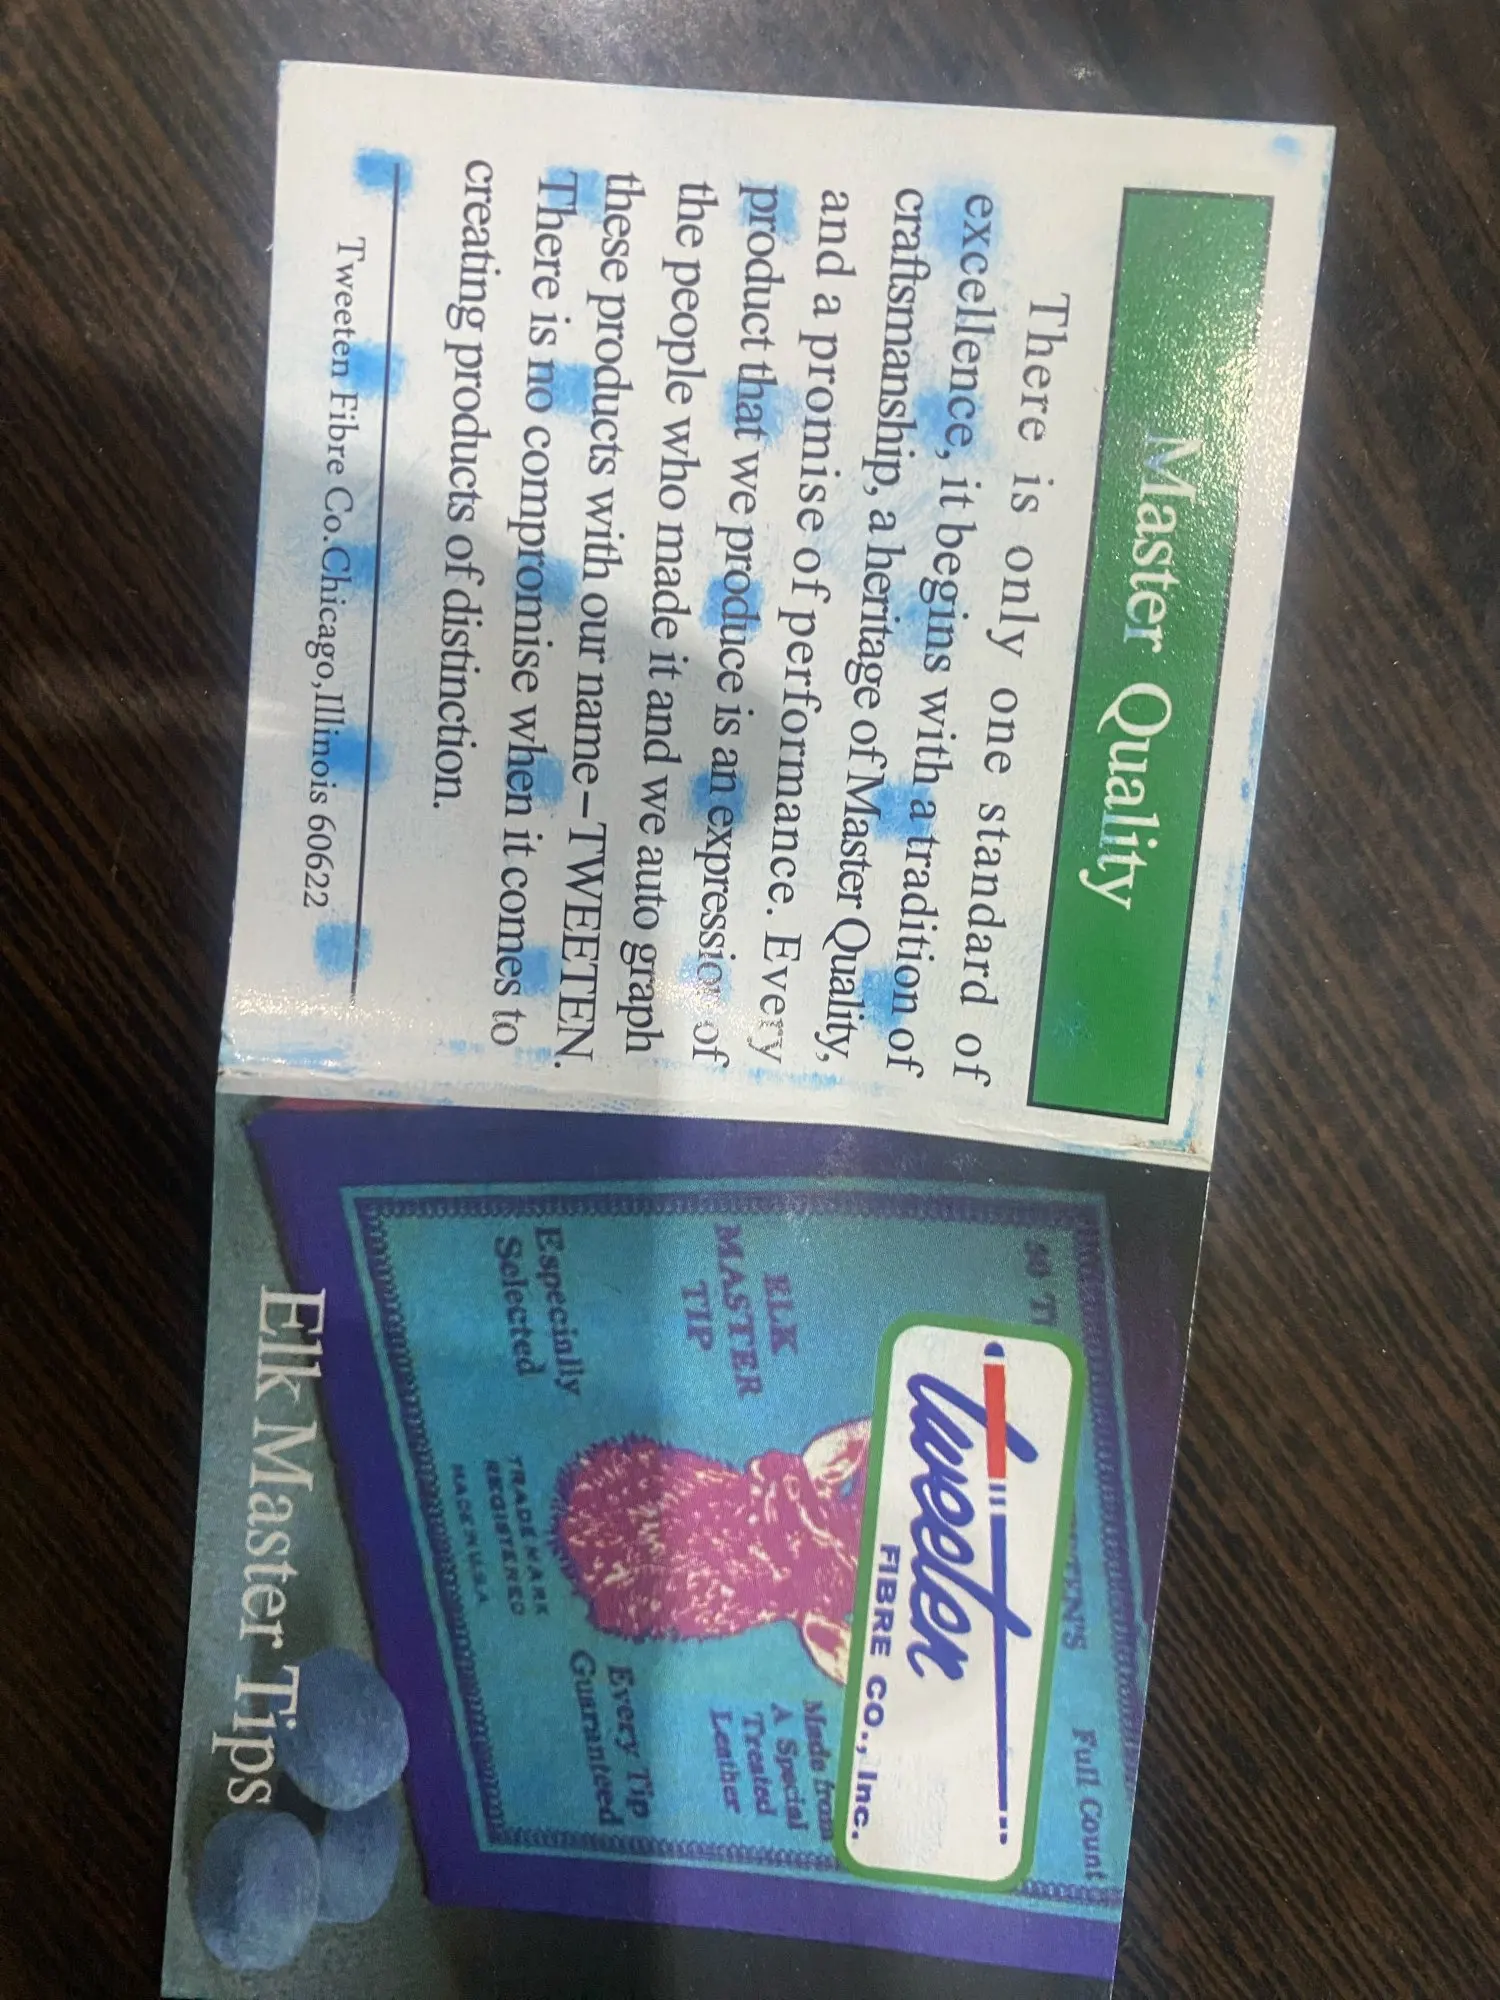 Master Quality
There is only one standard of
excellence, it begins with a tradition of
craftsmanship, a heritage of Master Quality,
and a promise of performance. Every
product that we produce is an expression of
the people who made it and we auto graph
these products with our name–TWEETEN.
There is no compromise when it comes to
creating products of distinction.
Tweeten Fibre Co.Chicago,Illinois 60622
Full Count
Tweeten
FIBRE CO., Inc.
ELK
MASTER
TIP
Made from
A Special
Treated
Leather
Especially
Selected
Every Tip
Guaranteed
TRADEMARK
REGISTERED
MADE IN U.S.A
Elk Master Tips